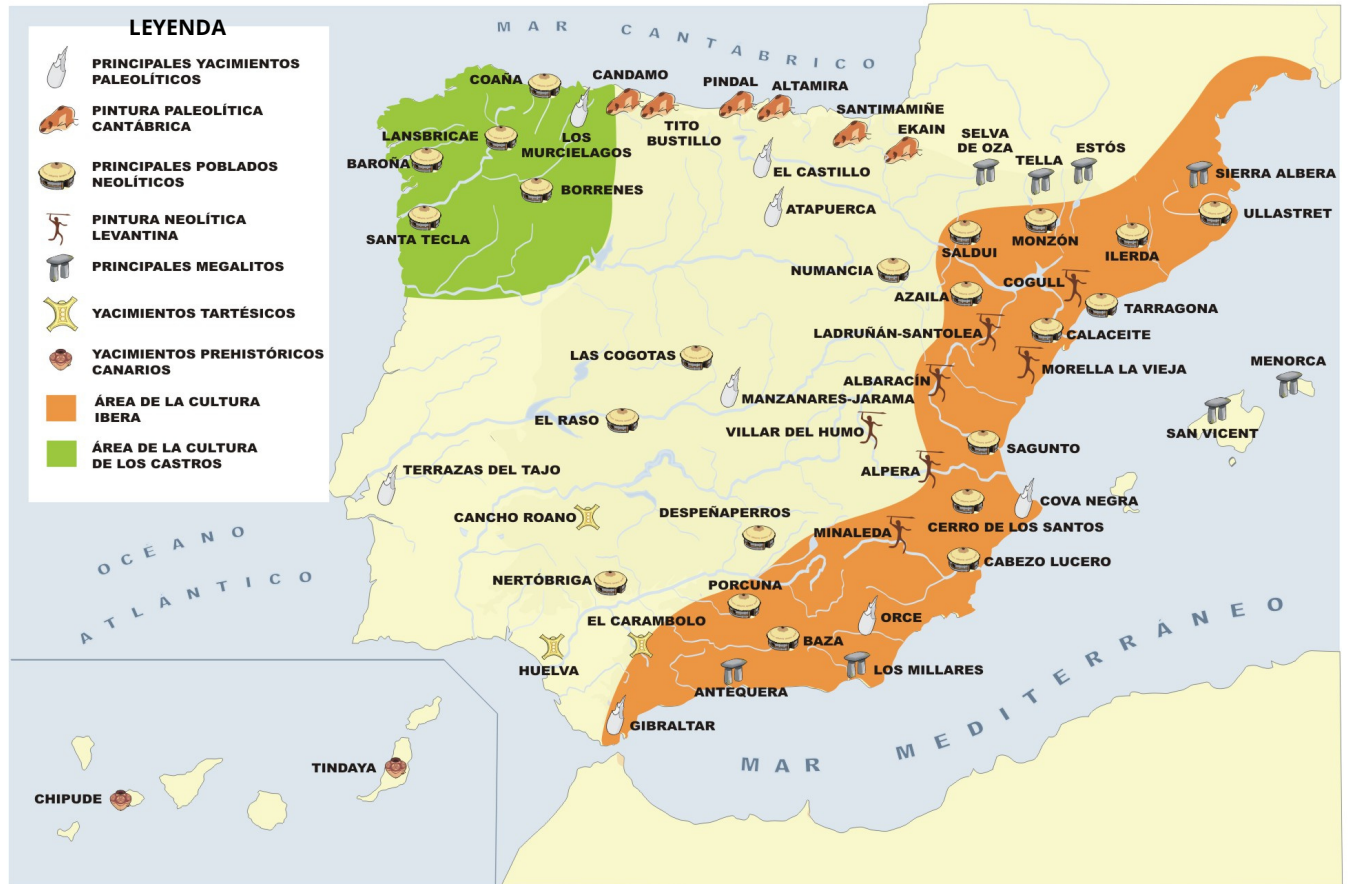 LEYENDA
PRINCIPALES YACIMIENTOS
PALEOLÍTICOS
PINTURA PALEOLÍTICA
CANTÁBRICA
PRINCIPALES POBLADOS
NEOLÍTICOS
PINTURA NEOLÍTICA
LEVANTINA
PRINCIPALES MEGALITOS
YACIMIENTOS TARTÉSICOS
YACIMIENTOS PREHISTÓRICOS
CANARIOS
ÁREA DE LA CULTURA
IBERA
ÁREA DE LA CULTURA
DE LOS CASTROS
MAR CANTABRICO
COAÑA
CANDAMO
PINDAL
ALTAMIRA
SANTIMAMIÑE
EKAIN
LANSBRICAE
LOS
MURCIELAGOS
TITO
BUSTILLO
SELVA
DE OZA
TELLA
ESTÓS
BAROÑA
EL CASTILLO
SIERRA ALBERA
BORRENES
ATAPUERCA
ULLASTRET
SANTA TECLA
SALDUI
MONZÓN
ILERDA
NUMANCIA
COGULL
AZAILA
TARRAGONA
LADRUÑÁN-SANTOLEA
CALACEITE
LAS COGOTAS
MENORCA
MORELLA LA VIEJA
ALBARACÍN
MANZANARES-JARAMA
EL RASO
VILLAR DEL HUMO
SAN VICENT
SAGUNTO
TERRAZAS DEL TAJO
ALPERA
COVA NEGRA
CANCHO ROANO
DESPEÑAPERROS
CERRO DE LOS SANTOS
MINALEDA
OCÉANO
ATLANTICO
CABEZO LUCERO
NERTÓBRIGA
PORCUNA
EL CARAMBOLO
ORCE
BAZA
HUELVA
LOS MILLARES
ANTEQUERA
GIBRALTAR
MAR MEDITERRÁNEO
TINDAYA
CHIPUDE